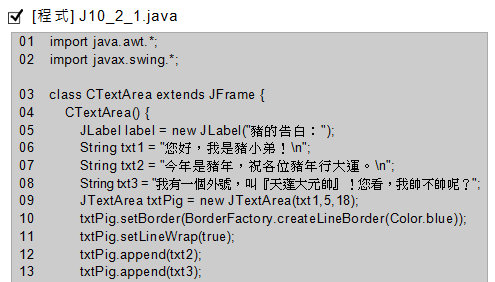 [程式] J10_2_1.java
01 import java.awt.*;
02 import javax.swing.*;
03 class CTextArea extends JFrame {
04 CTextArea() {
05 JLabel label = new JLabel("豬的告白：");
06 String txt1 = "您好，我是豬小弟！\n";
07 String txt2 = "今年是豬年，祝各位豬年行大運。\n";
08 String txt3 = "我有一個外號，叫『天蓬大元帥』！您看，我帥不帥呢？";
09 JTextArea txtPig = new JTextArea(txt1,5,18);
10 txtPig.setBorder(BorderFactory.createLineBorder(Color.blue));
11 txtPig.setLineWrap(true);
12 txtPig.append(txt2);
13 txtPig.append(txt3);